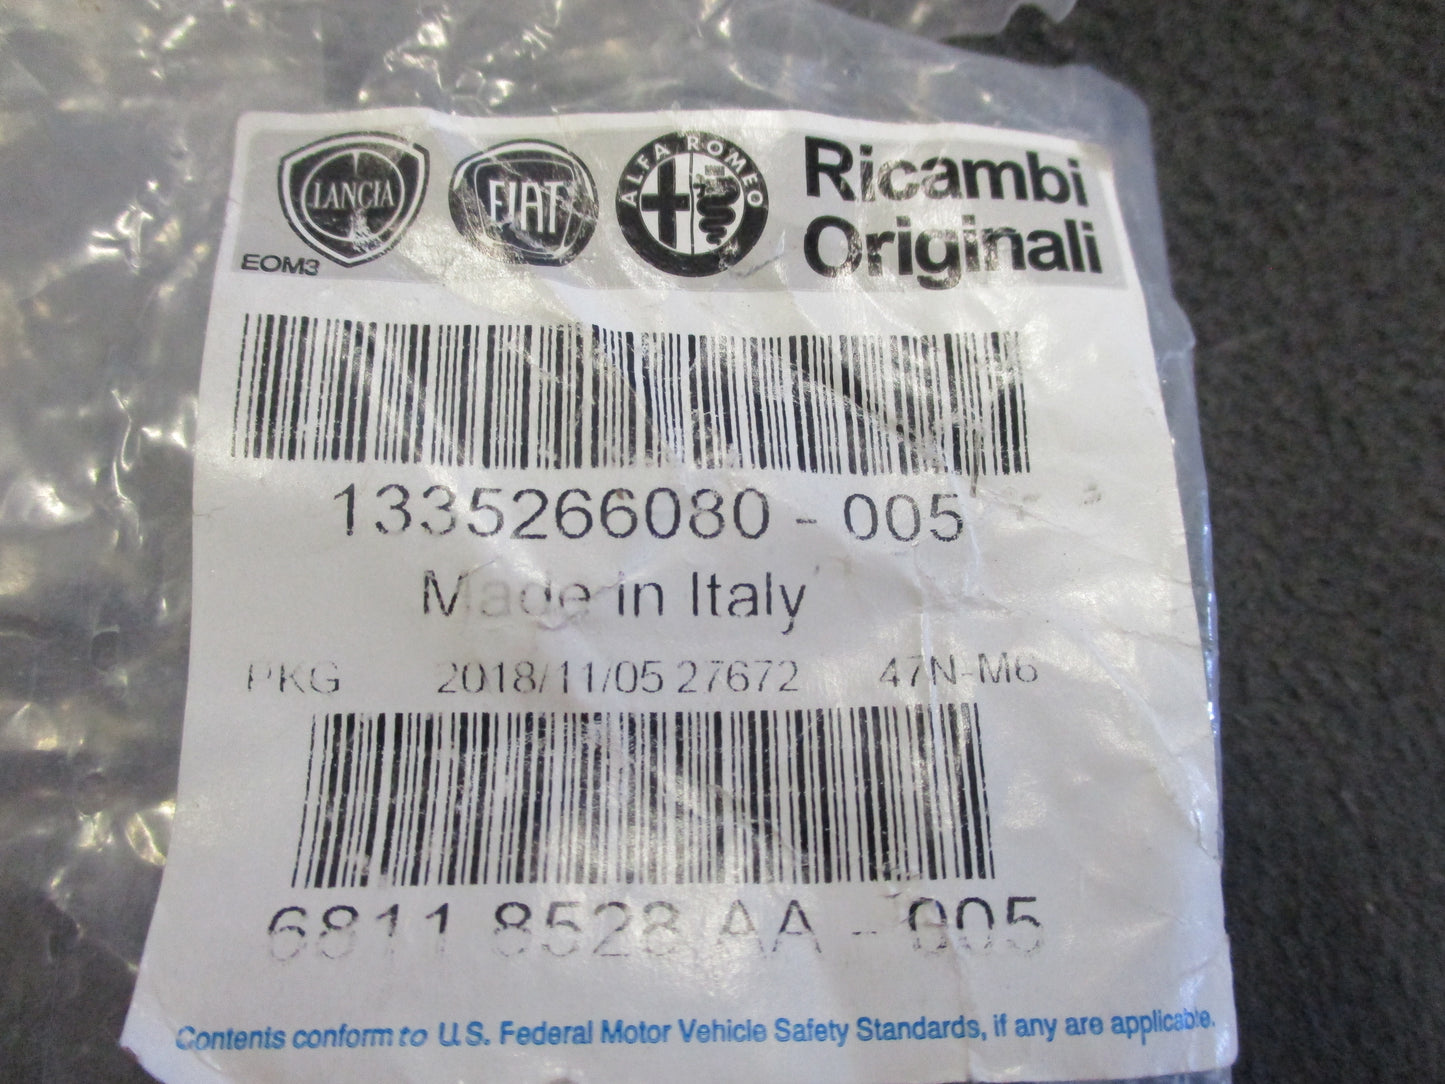 LANCIA
FIAT
ALFA ROMEO
Ricambi
Originali
EOM3
1335266080 - 005
Made in Italy
PKG 2018/11/05 27672 47N-M6
6811 8528 AA - 005
Contents conform to U.S. Federal Motor Vehicle Safety Standards, if any are applicable.